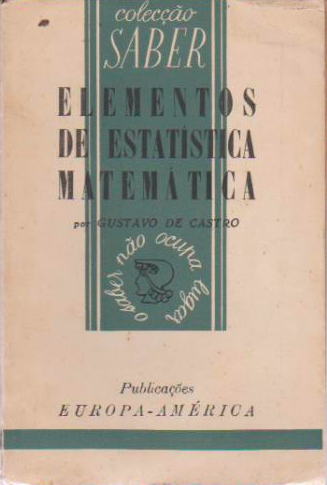 colecção
SABER
ELEMENTOS
DE ESTATÍSTICA
MATEMÁTICA
por GUSTAVO DE CASTRO
o saber não ocupa lugar
Publicações
EUROPA-AMÉRICA